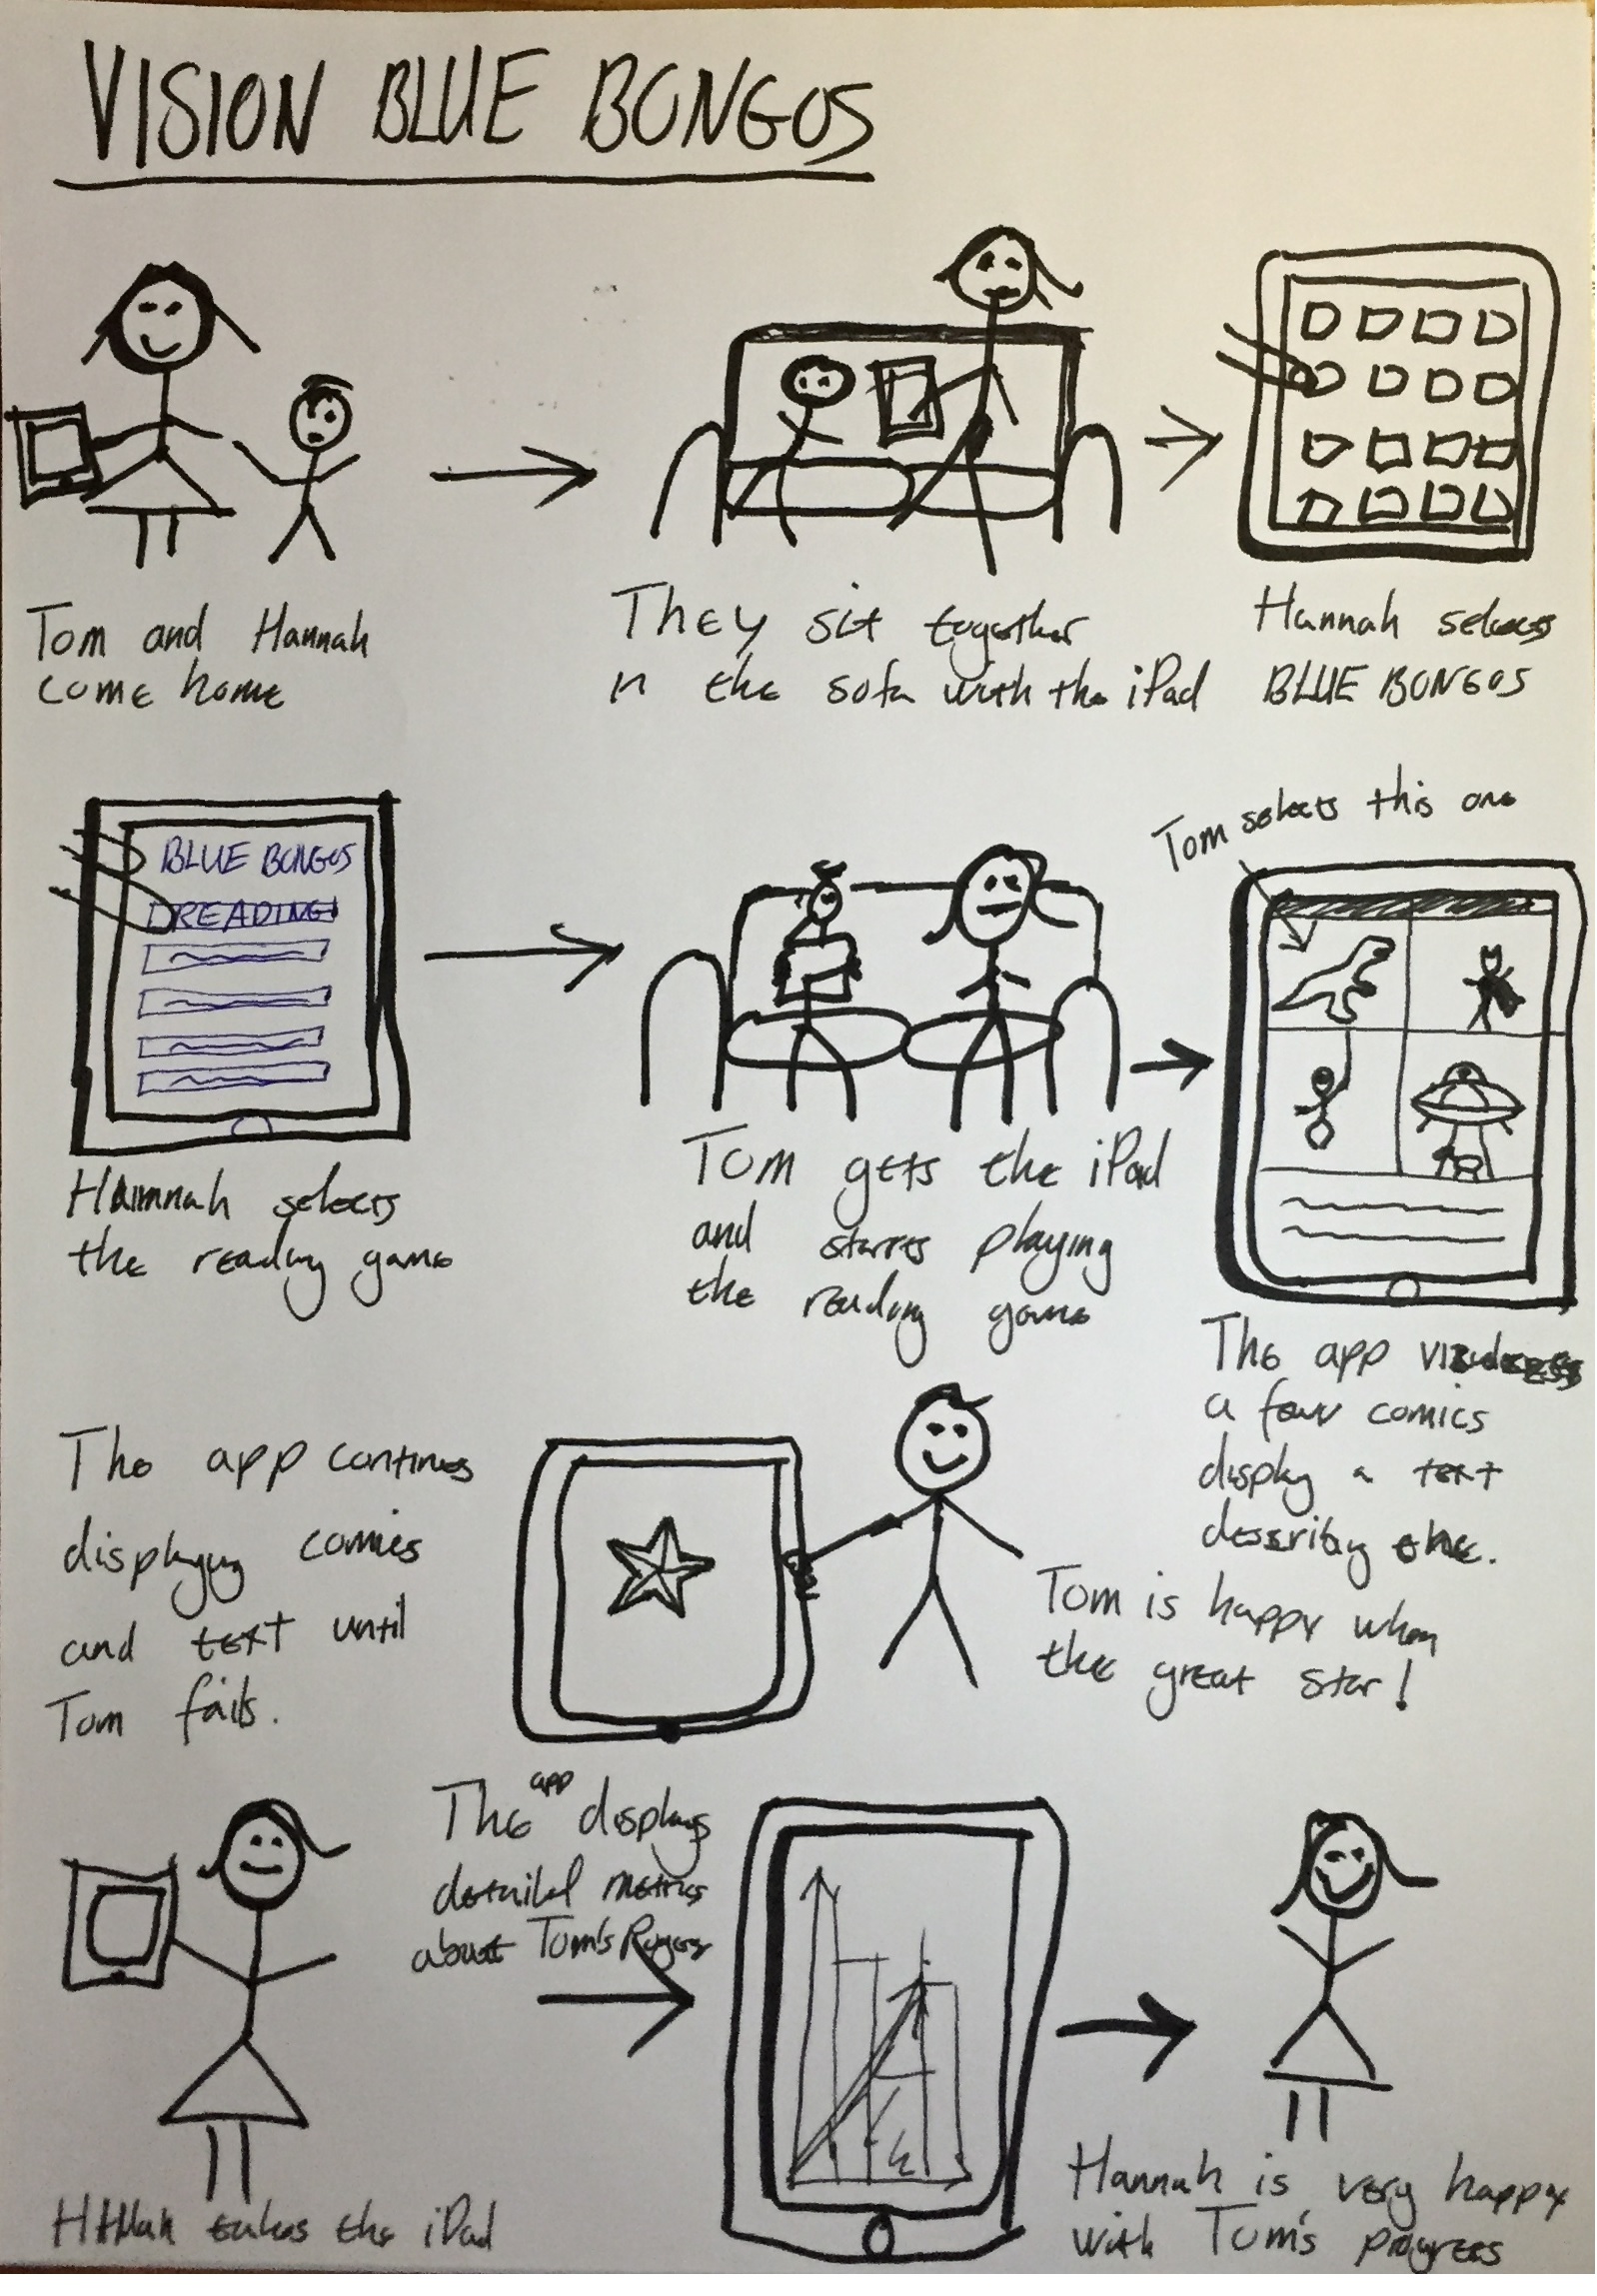 VISION BLUE BONGOS
Tom and Hannah
come home
They sit together
in the sofa with the iPad
Hannah selects
BLUE BONGOS
BLUE BONGOS
READING
Hannah selects
the reading game
Tom gets the iPad
and starts playing
the reading game
Tom selects this one
The app
a few comics
display a text
describing one.
The app continues
displaying comics
and text until
Tom fails.
Tom is happy when
the great star!
Hannah takes the iPad
The app displays
detailed metrics
about Tom's
Hannah is very happy
with Tom's progress